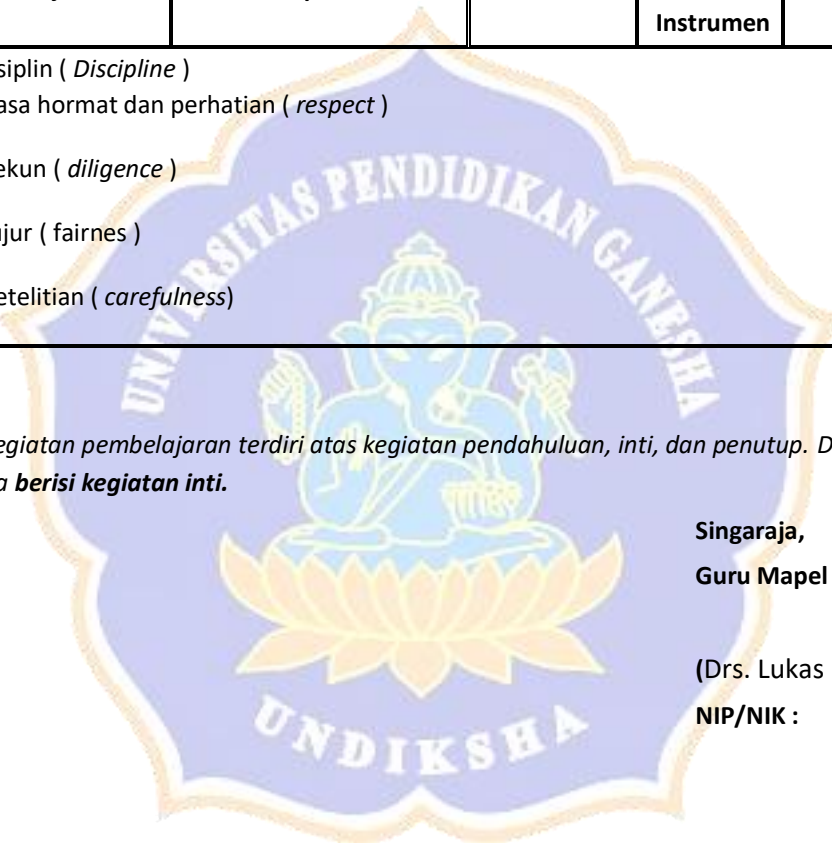 Instrumen
siplin ( Discipline )
asa hormat dan perhatian ( respect )
ekun ( diligence )
ujur ( fairnes )
etelitian ( carefulness)
UNIVERSITAS PENDIDIKAN GANESHA
egiatan pembelajaran terdiri atas kegiatan pendahuluan, inti, dan penutup. D
a berisi kegiatan inti.
Singaraja,
Guru Mapel
(Drs. Lukas
NIP/NIK :
UNDIKSHA